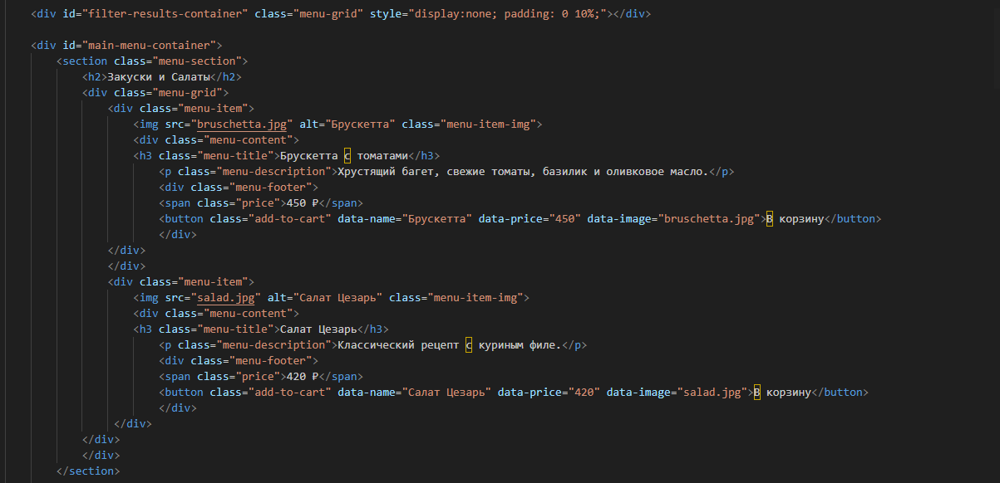 <div id="filter-results-container" class="menu-grid" style="display:none; padding: 0 10%;"></div>
<div id="main-menu-container">
<section class="menu-section">
<h2>Закуски и Салаты</h2>
<div class="menu-grid">
<div class="menu-item">
<img src="bruschetta.jpg" alt="Брускетта" class="menu-item-img">
<div class="menu-content">
<h3 class="menu-title">Брускетта с томатами</h3>
<p class="menu-description">Хрустящий багет, свежие томаты, базилик и оливковое масло.</p>
<div class="menu-footer">
<span class="price">450 ₽</span>
<button class="add-to-cart" data-name="Брускетта" data-price="450" data-image="bruschetta.jpg">В корзину</button>
</div>
</div>
</div>
<div class="menu-item">
<img src="salad.jpg" alt="Салат Цезарь" class="menu-item-img">
<div class="menu-content">
<h3 class="menu-title">Салат Цезарь</h3>
<p class="menu-description">Классический рецепт с куриным филе.</p>
<div class="menu-footer">
<span class="price">420 ₽</span>
<button class="add-to-cart" data-name="Салат Цезарь" data-price="420" data-image="salad.jpg">В корзину</button>
</div>
</div>
</div>
</div>
</section>